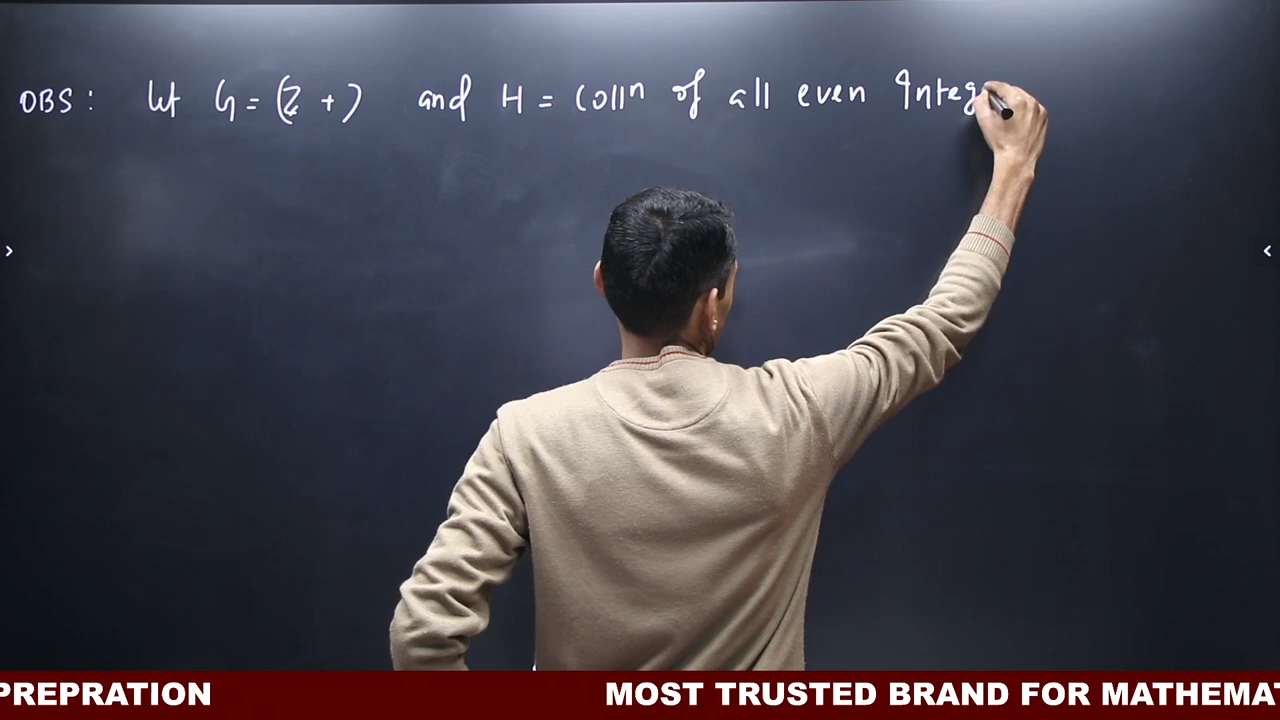 OBS: Let G = (Z +) and H = collⁿ of all even Integ
PREPRATION MOST TRUSTED BRAND FOR MATHEMAT